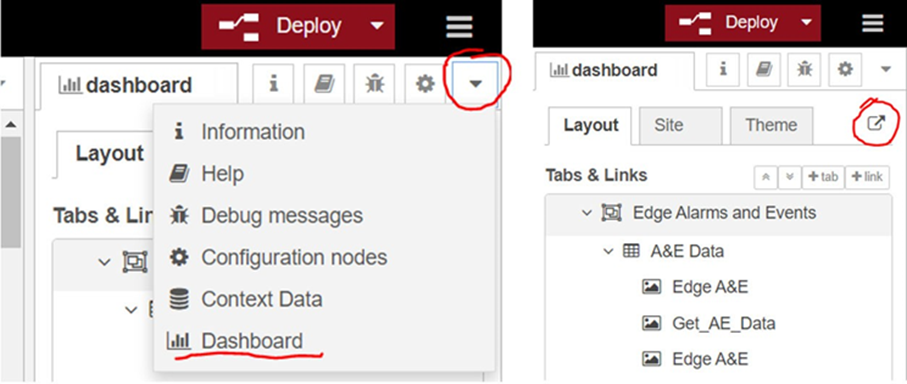 Deploy
dashboard
Information
Layout
Help
Tabs & Lin
Debug messages
Configuration nodes
Context Data
Dashboard
Deploy
dashboard
Layout
Site
Theme
Tabs & Links
+tab
+link
Edge Alarms and Events
A&E Data
Edge A&E
Get_AE_Data
Edge A&E